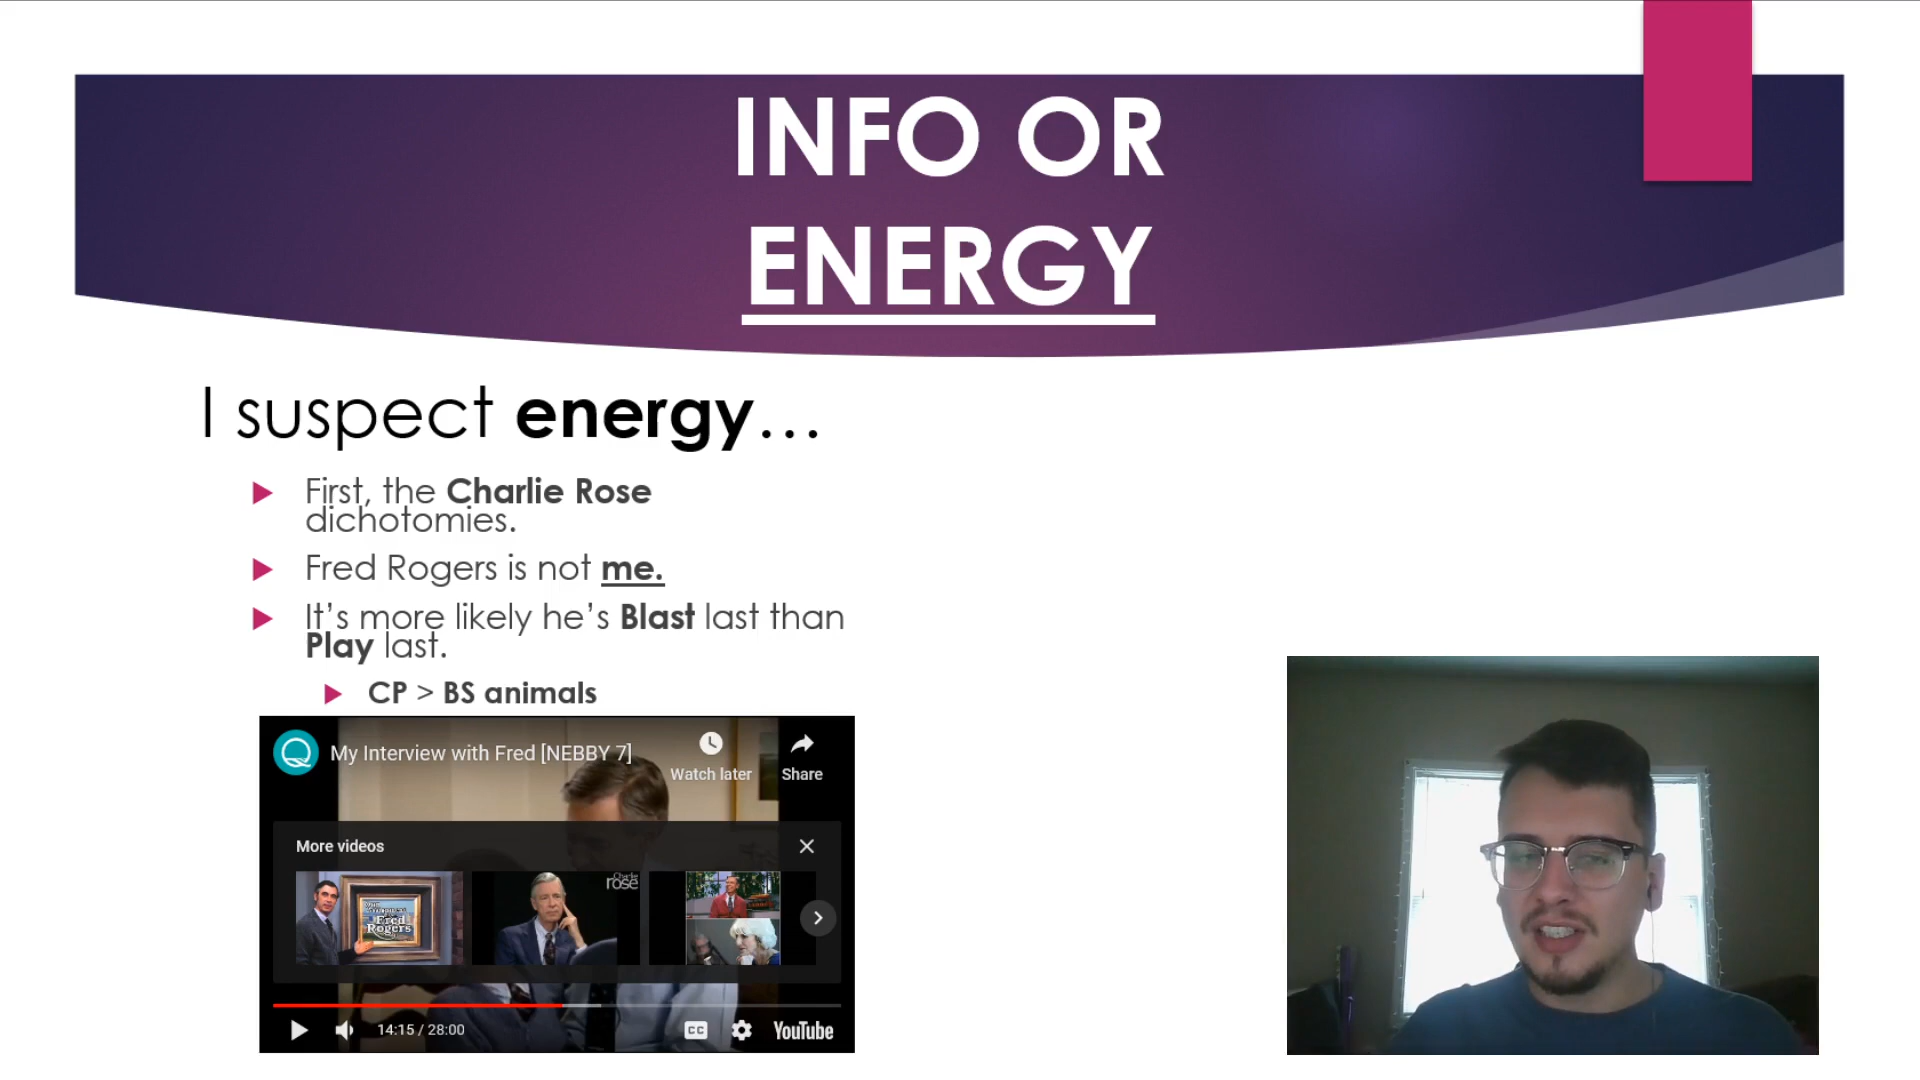 INFO OR
ENERGY
I suspect energy…
First, the Charlie Rose
dichotomies.
Fred Rogers is not me.
It’s more likely he’s Blast last than
Play last.
CP > BS animals
My Interview with Fred [NEBBY 7]
Watch later
Share
More videos
Fred
Rogers
Charlie
rose
14:15 / 28:00
CC
YouTube